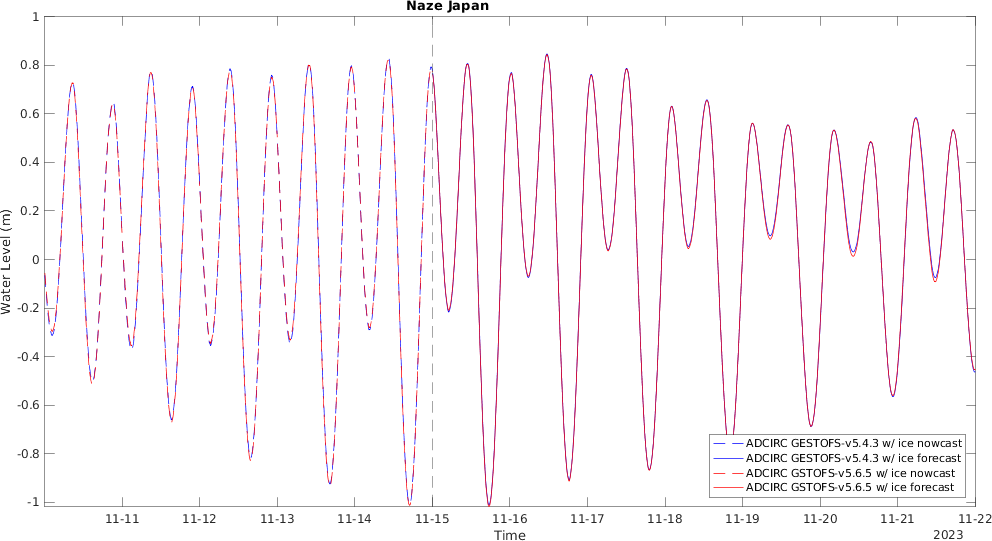 Naze Japan
Water Level (m)
1
0.8
0.6
0.4
0.2
0
-0.2
-0.4
-0.6
-0.8
-1
ADCIRC GESTOFS-v5.4.3 w/ ice nowcast
ADCIRC GESTOFS-v5.4.3 w/ ice forecast
ADCIRC GSTOFS-v5.6.5 w/ ice nowcast
ADCIRC GSTOFS-v5.6.5 w/ ice forecast
11-11 11-12 11-13 11-14 11-15 11-16 11-17 11-18 11-19 11-20 11-21 11-22
Time
2023